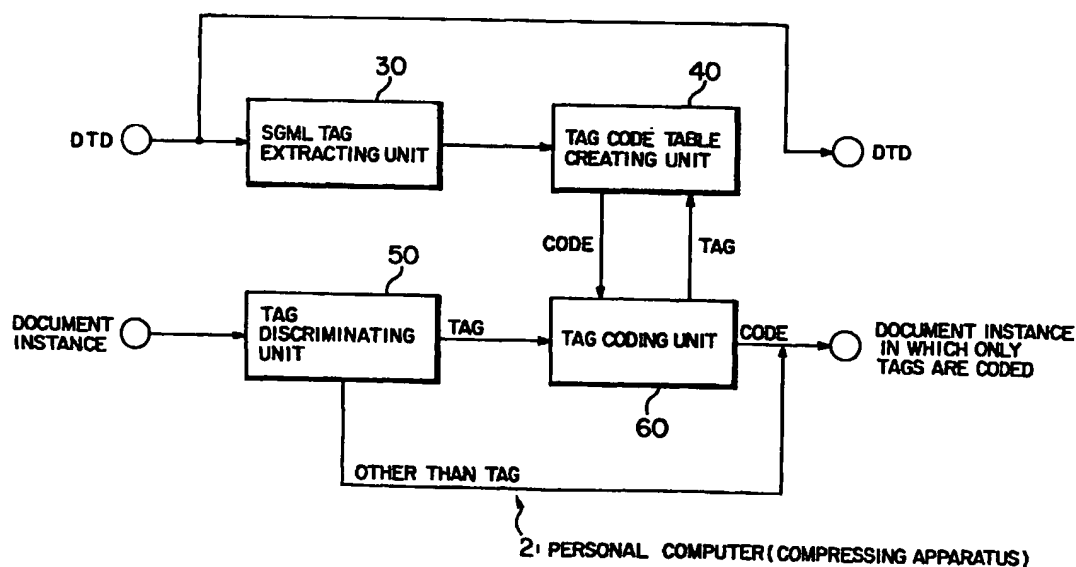 30
40
DTD
SGML TAG
EXTRACTING UNIT
TAG CODE TABLE
CREATING UNIT
DTD
CODE
TAG
50
DOCUMENT
INSTANCE
TAG
DISCRIMINATING
UNIT
TAG
TAG CODING UNIT
CODE
DOCUMENT INSTANCE
IN WHICH ONLY
TAGS ARE CODED
60
OTHER THAN TAG
2: PERSONAL COMPUTER (COMPRESSING APPARATUS)